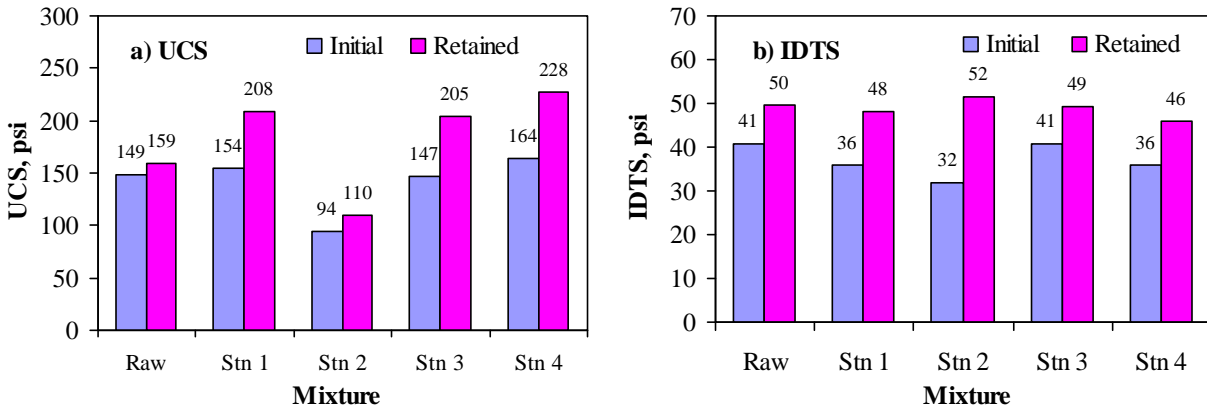 a) UCS
Initial
Retained
UCS, psi
300
250
200
150
100
50
0
149
159
154
208
94
110
147
205
164
228
Raw
Stn 1
Stn 2
Stn 3
Stn 4
Mixture
b) IDTS
Initial
Retained
IDTS, psi
70
60
50
40
30
20
10
0
41
50
36
48
32
52
41
49
36
46
Raw
Stn 1
Stn 2
Stn 3
Stn 4
Mixture